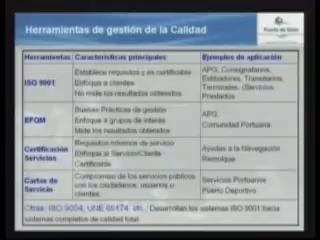 Herramientas de gestión de la Calidad
Puerto de Gijón
Herramientas Características principales Ejemplos de aplicación
ISO 9001
Establece requisitos y es certificable
Enfoque a clientes
No mide los resultados obtenidos
APG, Consignatarios,
Estibadores, Transitarios,
Terminales, (Servicios
Prestados
EFQM
Buenas Prácticas de gestión
Enfoque a grupos de interés
Mide los resultados obtenidos
APG
Comunidad Portuaria
Certificación
Servicios
Requisitos mínimos de servicio
Enfoque al Servicio/Cliente
Certificable
Ayudas a la Navegación
Remolque
Cartas de
Servicio
Compromiso de los servicios públicos
con los ciudadanos, usuarios o
clientes
Servicios Portuarios
Puerto Deportivo
Otras: ISO 9004, UNE 66174, etc. Desarrollan los sistemas ISO 9001 hacia
sistemas completos de calidad total